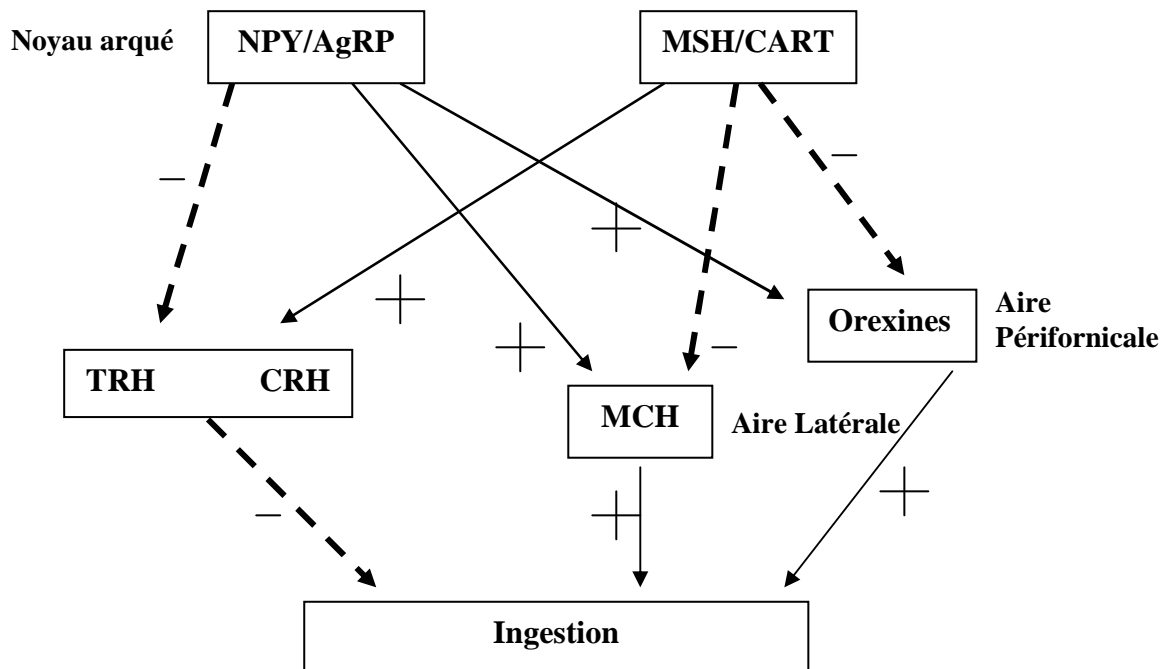 Noyau arqué
NPY/AgRP
MSH/CART
–
–
+
+
+
–
Orexines
Aire
Périfornicale
TRH CRH
MCH
Aire Latérale
–
+
+
Ingestion